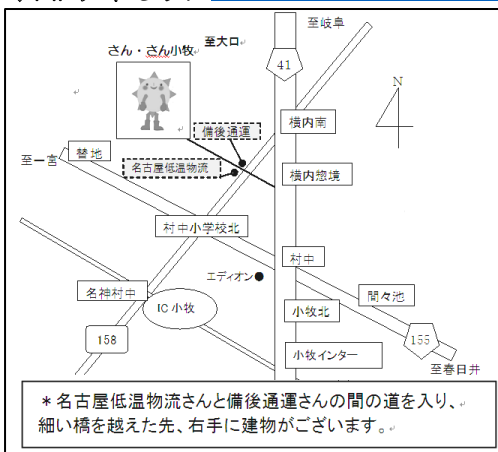 至岐阜
至大口
さん・さん小牧
41
N
備後通運
横内南
替地
至一宮
名古屋低温物流
横内惣境
村中小学校北
村中
エディオン
間々池
名神村中
IC 小牧
小牧北
158
155
小牧インター
至春日井
*名古屋低温物流さんと備後通運さんの間の道を入り、
細い橋を越えた先、右手に建物がございます。